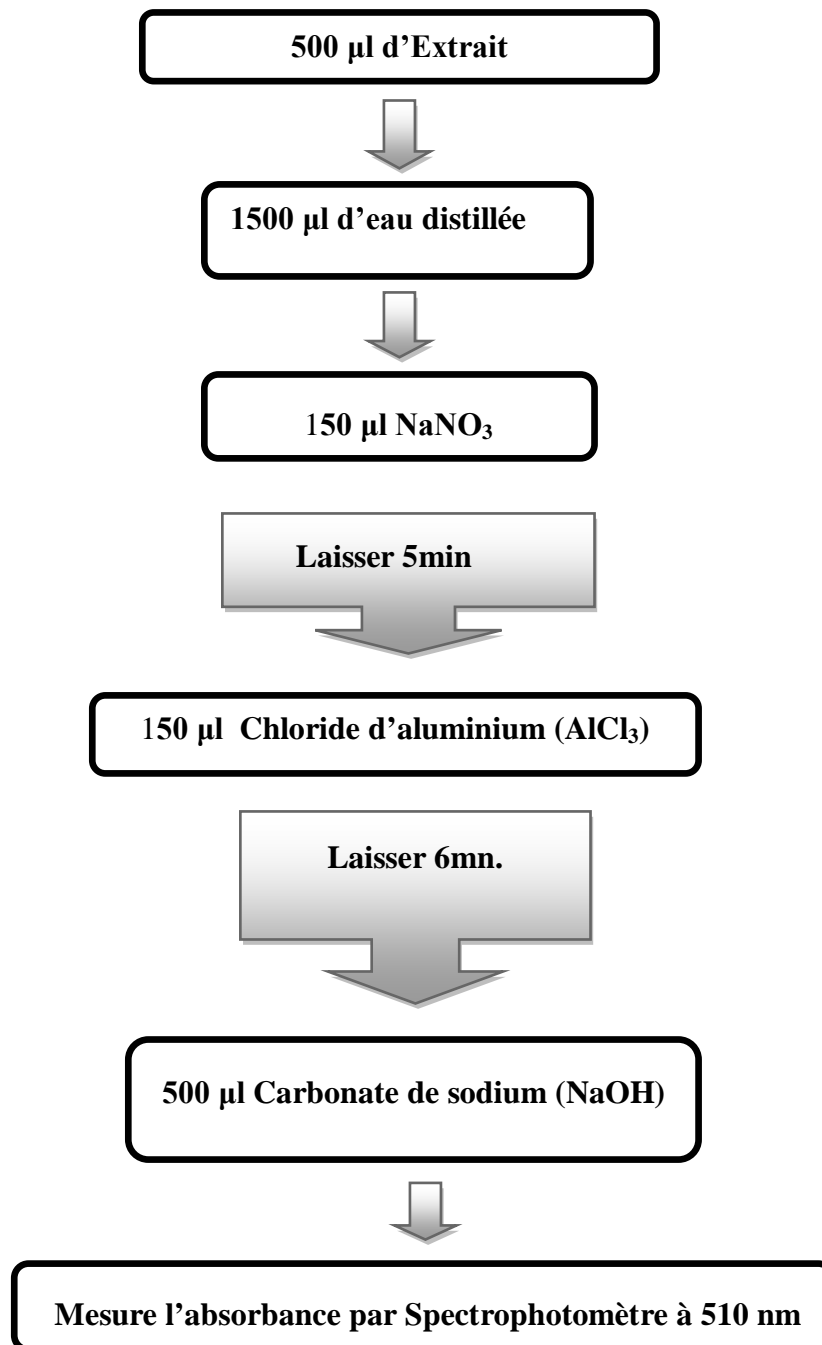 500 µl d’Extrait
1500 µl d’eau distillée
150 µl NaNO₃
Laisser 5min
150 µl Chloride d’aluminium (AlCl₃)
Laisser 6mn.
500 µl Carbonate de sodium (NaOH)
Mesure l’absorbance par Spectrophotomètre à 510 nm